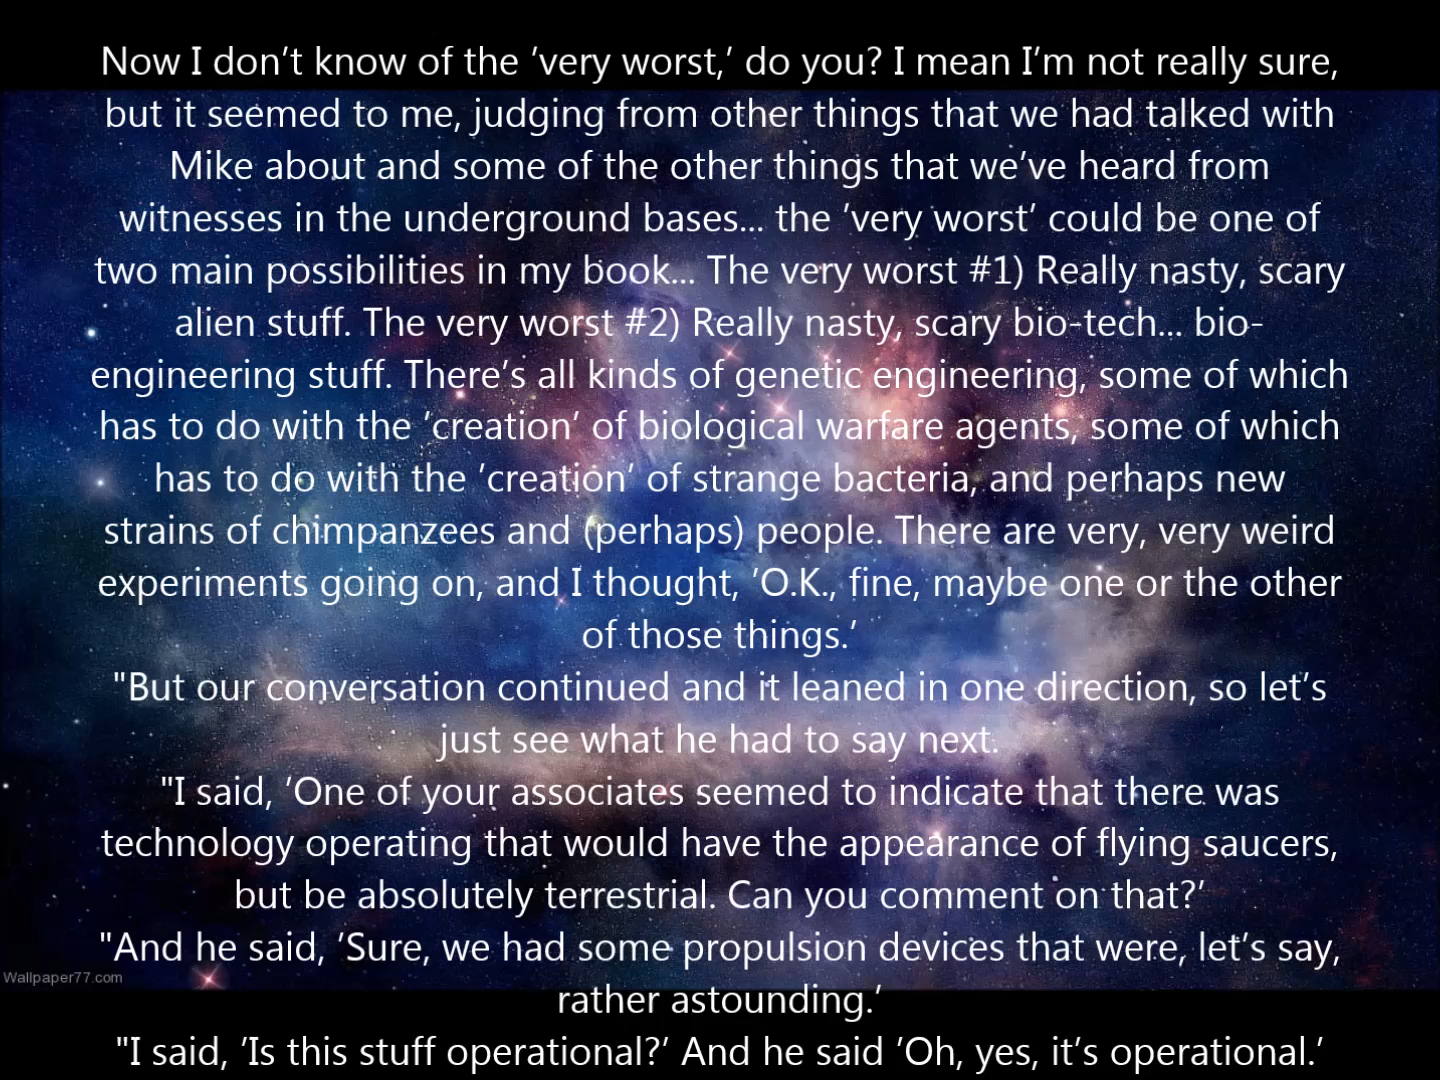 Now I don’t know of the ’very worst,’ do you? I mean I’m not really sure,
but it seemed to me, judging from other things that we had talked with
Mike about and some of the other things that we’ve heard from
witnesses in the underground bases... the ’very worst’ could be one of
two main possibilities in my book... The very worst #1) Really nasty, scary
alien stuff. The very worst #2) Really nasty, scary bio-tech... bio-
engineering stuff. There’s all kinds of genetic engineering, some of which
has to do with the ’creation’ of biological warfare agents, some of which
has to do with the ’creation’ of strange bacteria, and perhaps new
strains of chimpanzees and (perhaps) people. There are very, very weird
experiments going on, and I thought, ’O.K., fine, maybe one or the other
of those things.’
"But our conversation continued and it leaned in one direction, so let’s
just see what he had to say next.
"I said, ’One of your associates seemed to indicate that there was
technology operating that would have the appearance of flying saucers,
but be absolutely terrestrial. Can you comment on that?’
"And he said, ’Sure, we had some propulsion devices that were, let’s say,
Wallpaper77.com
rather astounding.’
"I said, ’Is this stuff operational?’ And he said ’Oh, yes, it’s operational.’